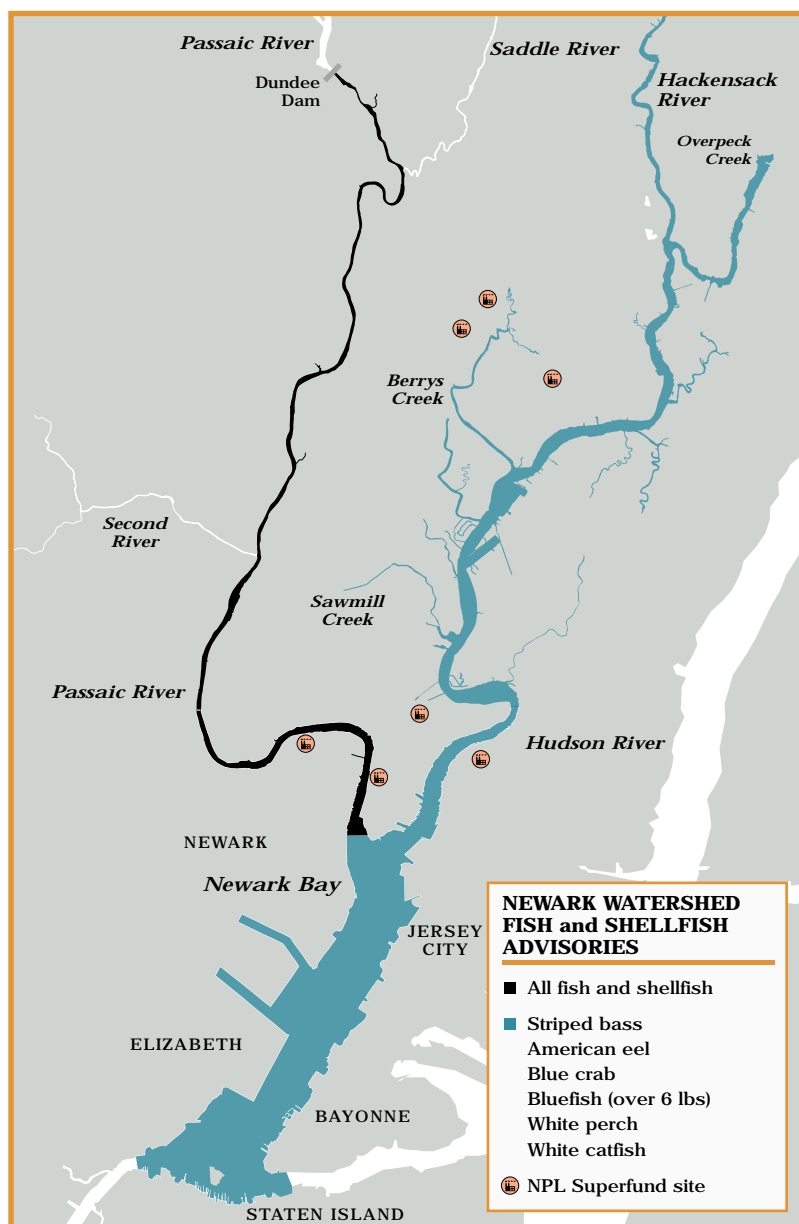 Passaic River
Saddle River
Dundee
Dam
Hackensack
River
Overpeck
Creek
Berrys
Creek
Second
River
Sawmill
Creek
Passaic River
Hudson River
NEWARK
Newark Bay
JERSEY
CITY
ELIZABETH
BAYONNE
STATEN ISLAND
NEWARK WATERSHED
FISH and SHELLFISH
ADVISORIES
All fish and shellfish
Striped bass
American eel
Blue crab
Bluefish (over 6 lbs)
White perch
White catfish
NPL Superfund site